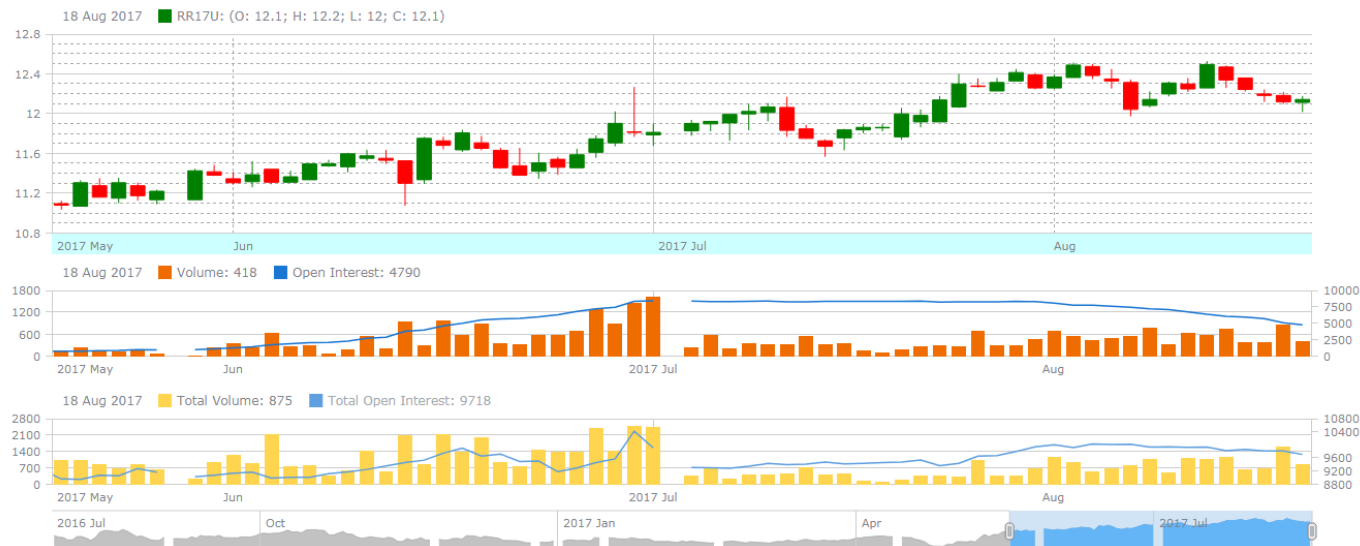 18 Aug 2017 RR17U: (O: 12.1; H: 12.2; L: 12; C: 12.1)
12.8
12.4
12
11.6
11.2
10.8
2017 May Jun 2017 Jul Aug
18 Aug 2017 Volume: 418 Open Interest: 4790
1800 10000
7500
1200
5000
600
2500
0 0
2017 May Jun 2017 Jul Aug
18 Aug 2017 Total Volume: 875 Total Open Interest: 9718
2800 10800
2100 10400
1400
9600
700
9200
0 8800
2017 May Jun 2017 Jul Aug
2016 Jul Oct 2017 Jan Apr 2017 Jul